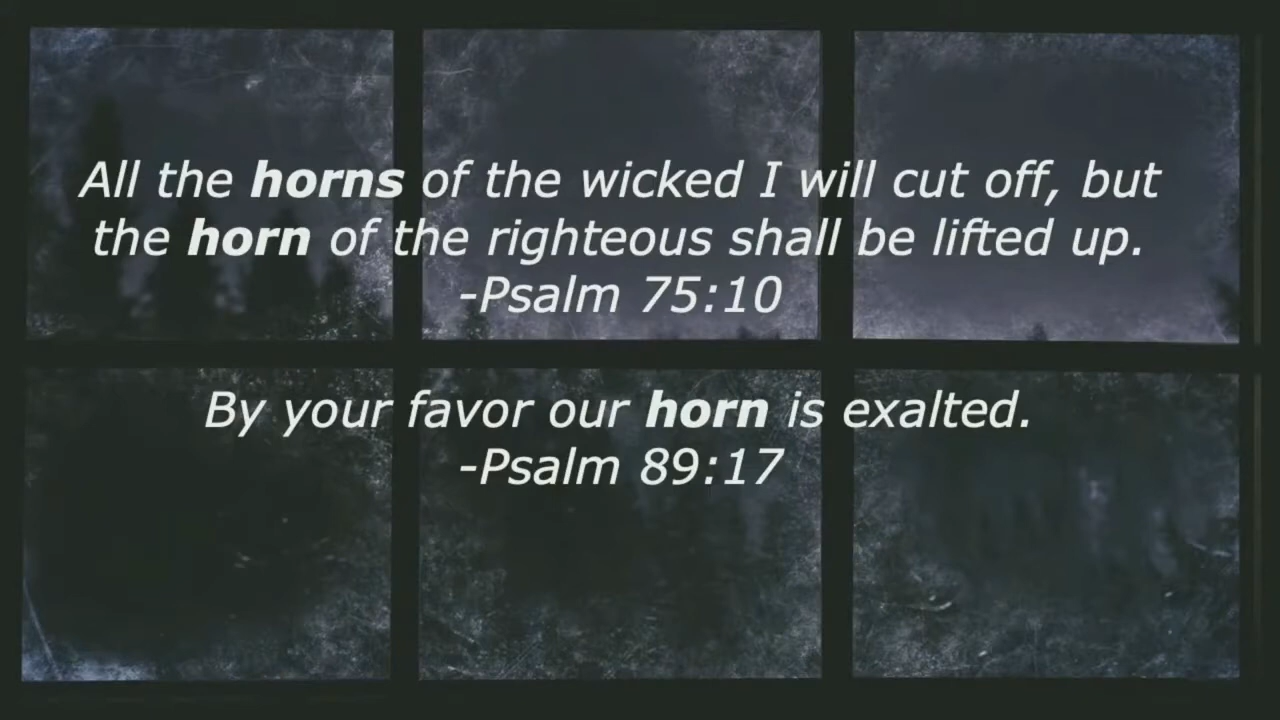 All the horns of the wicked I will cut off, but
the horn of the righteous shall be lifted up.
-Psalm 75:10
By your favor our horn is exalted.
-Psalm 89:17